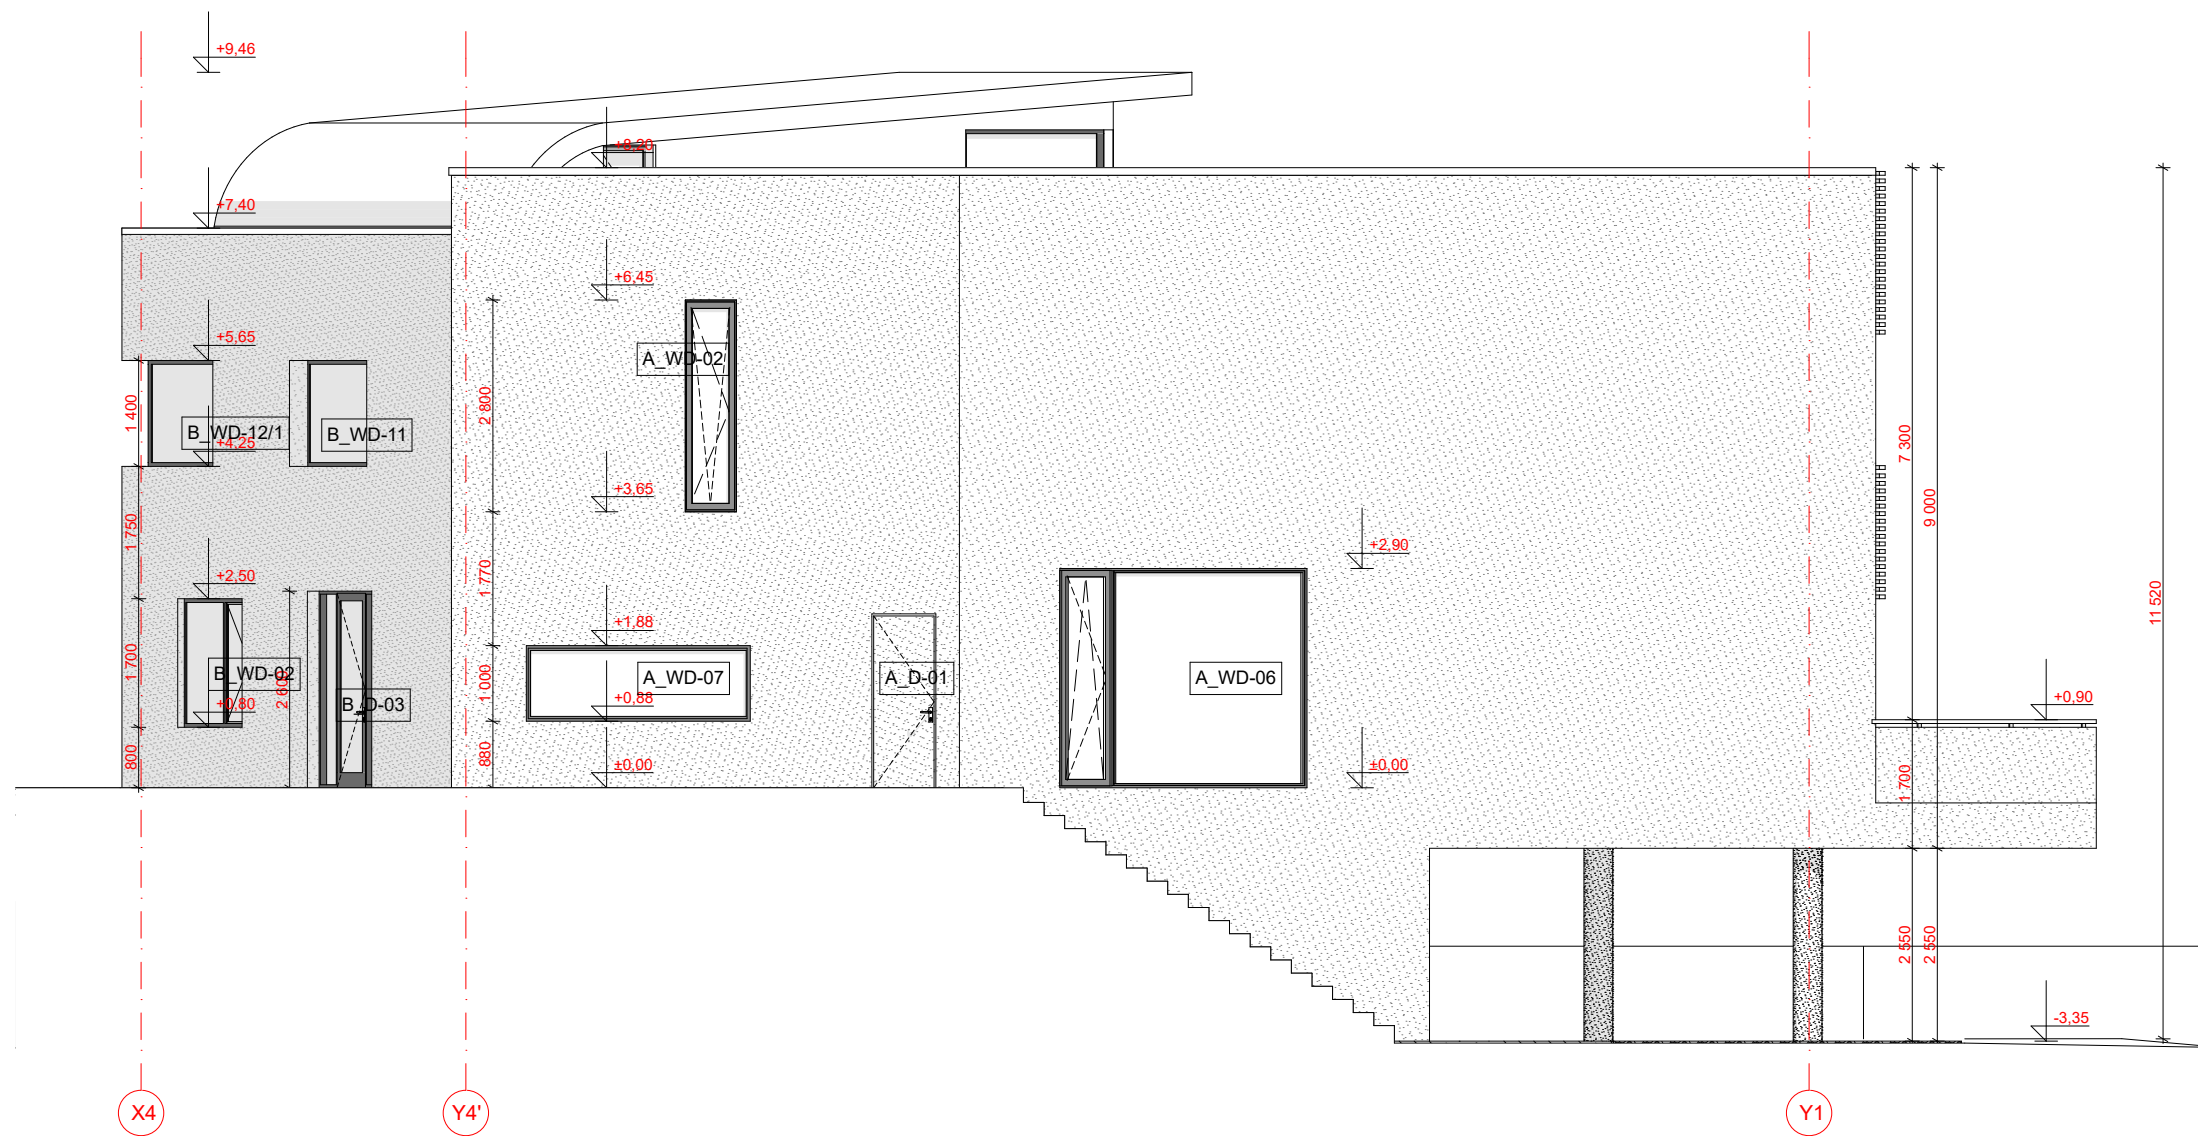 +9,46
+8,20
+7,40
+6,45
+5,65
A_WD-02
1 400
2 800
B_WD-12/1
B_WD-11
+4,25
7 300
+3,65
9 000
1 750
+2,90
1 770
+2,50
11 520
+1,88
1 700
B_WD-02
2 600
1 000
A_WD-07
A_D-01
A_WD-06
+0,80
B_D-03
+0,88
+0,90
800
880
±0,00
±0,00
1 700
2 550
2 550
-3,35
X4
Y4'
Y1